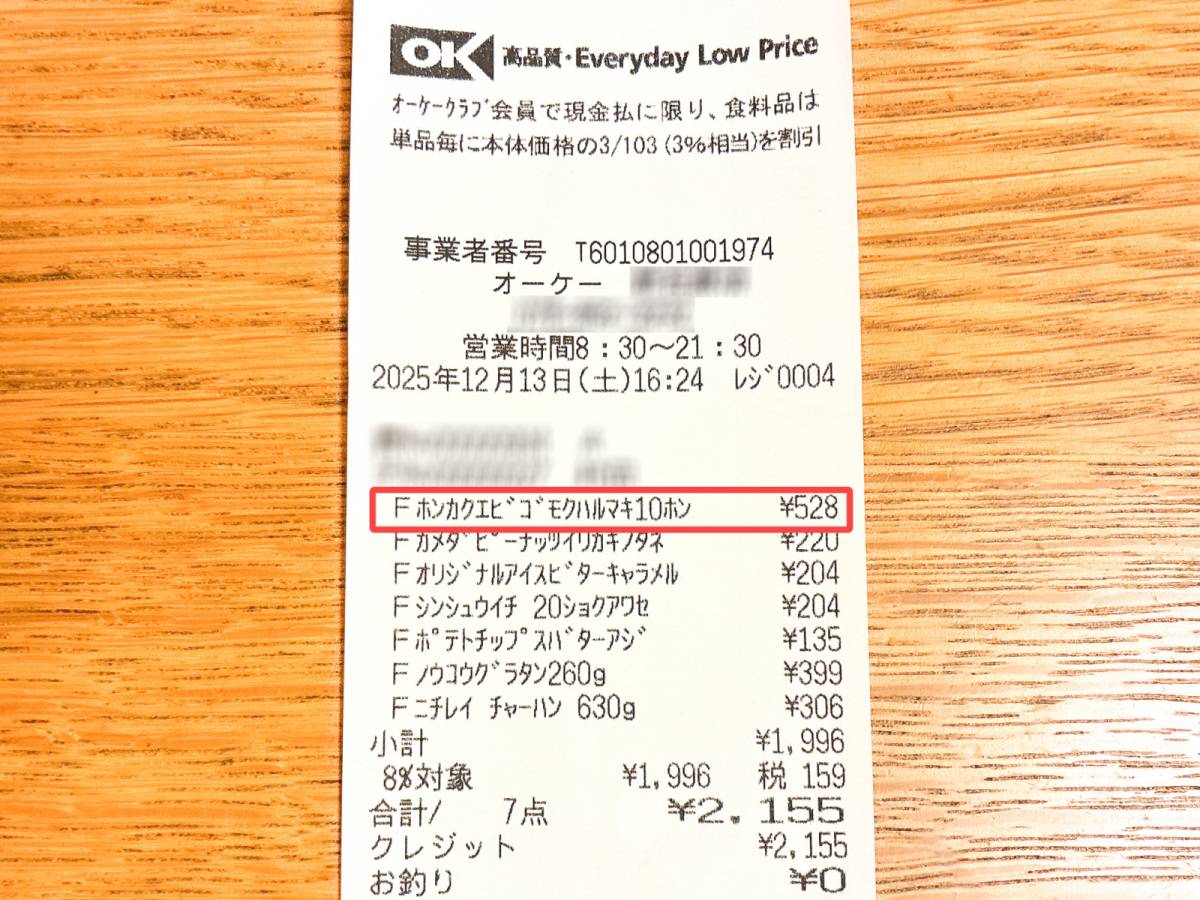 OK 高品質・Everyday Low Price
オーケークラブ会員で現金払に限り、食料品は
単品毎に本体価格の3/103(3%相当)を割引
事業者番号 T6010801001974
オーケー
営業時間8:30〜21:30
2025年12月13日(土)16:24 レジ0004
Fホンカクエビゴモクハルマキ10ホン ¥528
Fカメダピーナッツイリカキノタネ ¥220
Fオリジナルアイスビターキャラメル ¥204
Fシンシュウイチ 20ショクアワセ ¥204
Fポテトチップスバターアジ ¥135
Fノウコウグラタン260g ¥399
Fニチレイ チャーハン 630g ¥306
小計 ¥1,996
8%対象 ¥1,996 税 159
合計/ 7点 ¥2,155
クレジット ¥2,155
お釣り ¥0